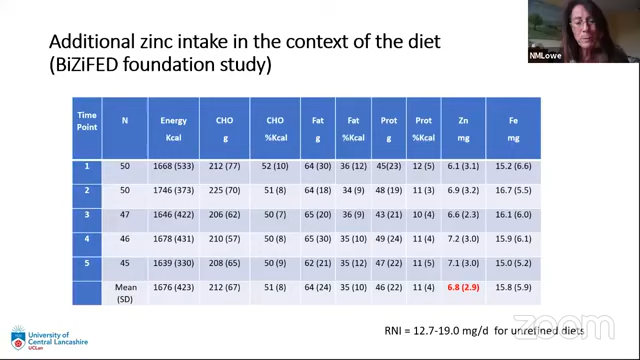 Additional zinc intake in the context of the diet
(BiZiFED foundation study)
NMLowe
Time Point N Energy Kcal CHO g CHO %Kcal Fat g Fat %Kcal Prot g Prot %Kcal Zn mg Fe mg
1 50 1668 (533) 212 (77) 52 (10) 64 (30) 36 (12) 45(23) 12 (5) 6.1 (3.1) 15.2 (6.6)
2 50 1746 (373) 225 (70) 51 (8) 64 (18) 34 (9) 48 (19) 11 (3) 6.9 (3.2) 16.7 (5.5)
3 47 1646 (422) 206 (62) 50 (7) 65 (20) 36 (9) 43 (21) 10 (4) 6.6 (2.3) 16.1 (6.0)
4 46 1678 (431) 210 (57) 50 (8) 65 (30) 35 (10) 49 (24) 11 (4) 7.2 (3.0) 15.9 (6.1)
5 45 1639 (330) 208 (65) 50 (9) 62 (21) 35 (12) 47 (22) 11 (5) 7.1 (3.0) 15.0 (5.2)
Mean (SD) 1676 (423) 212 (67) 51 (8) 64 (24) 35 (10) 46 (22) 11 (4) 6.8 (2.9) 15.8 (5.9)
zoom
RNI = 12.7-19.0 mg/d for unrefined diets
University of
Central Lancashire
UCLan